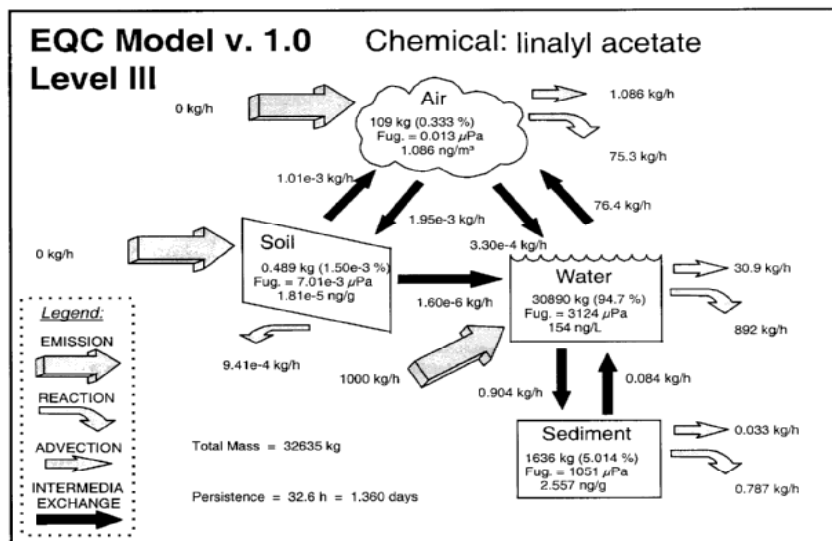 EQC Model v. 1.0
Level III
Chemical: linalyl acetate
0 kg/h
Air
109 kg (0.333 %)
Fug. = 0.013 µPa
1.086 ng/m³
1.086 kg/h
75.3 kg/h
1.01e-3 kg/h
1.95e-3 kg/h
3.30e-4 kg/h
76.4 kg/h
0 kg/h
Soil
0.489 kg (1.50e-3 %)
Fug. = 7.01e-3 µPa
1.81e-5 ng/g
1.60e-6 kg/h
9.41e-4 kg/h
Water
30890 kg (94.7 %)
Fug. = 3124 µPa
154 ng/L
30.9 kg/h
892 kg/h
1000 kg/h
0.904 kg/h
0.084 kg/h
Sediment
1636 kg (5.014 %)
Fug. = 1051 µPa
2.557 ng/g
0.033 kg/h
0.787 kg/h
Legend:
EMISSION
REACTION
ADVECTION
INTERMEDIA
EXCHANGE
Total Mass = 32635 kg
Persistence = 32.6 h = 1.360 days